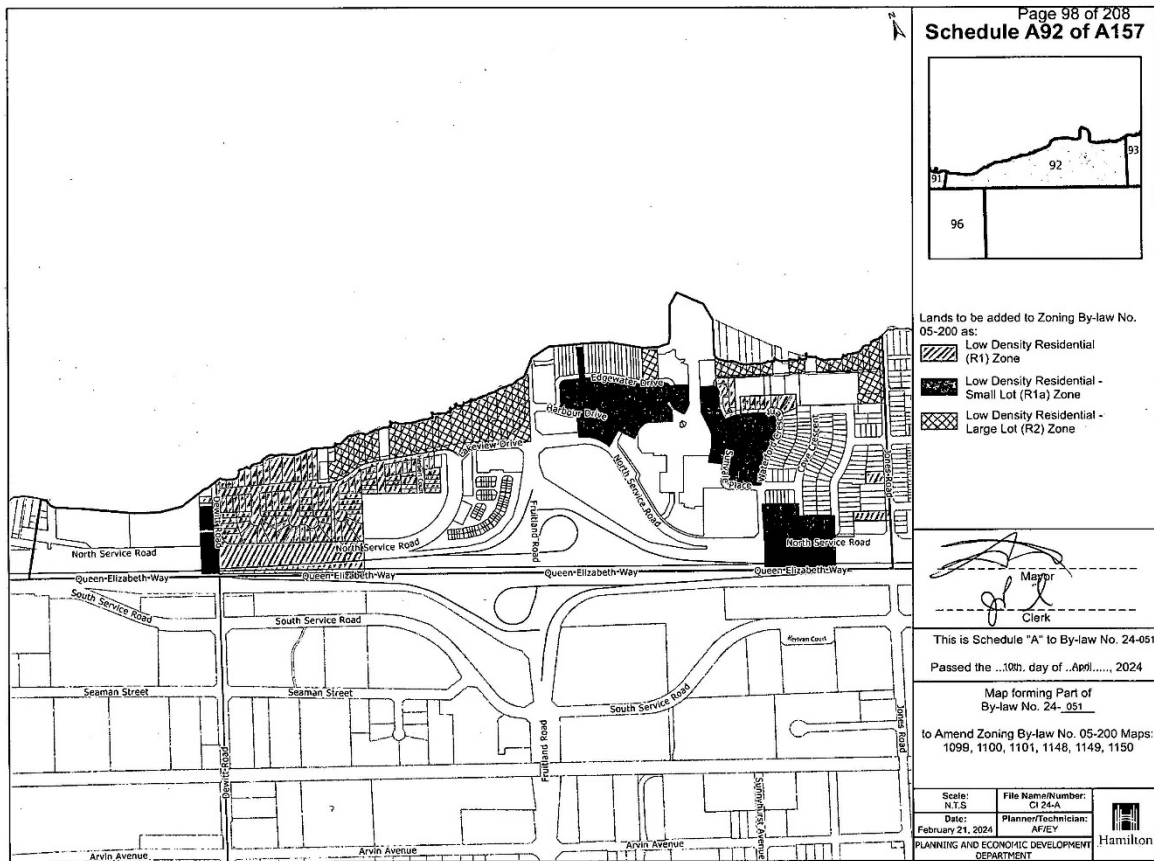 Page 98 of 208
Schedule A92 of A157
N
91
92
93
96
Lands to be added to Zoning By-law No.
05-200 as:
Low Density Residential
(R1) Zone
Low Density Residential -
Small Lot (R1a) Zone
Low Density Residential -
Large Lot (R2) Zone
Mayor
Clerk
This is Schedule "A" to By-law No. 24-051
Passed the ...10th. day of ..April....., 2024
Map forming Part of
By-law No. 24- 051
to Amend Zoning By-law No. 05-200 Maps:
1099, 1100, 1101, 1148, 1149, 1150
Scale:
N.T.S
File Name/Number:
CI 24-A
Date:
February 21, 2024
Planner/Technician:
AF/EY
PLANNING AND ECONOMIC DEVELOPMENT
DEPARTMENT
Hamilton
Edgewater Drive
Harbour Drive
Lakeview Drive
Cove Crescent
Place
Jones Road
North Service Road
Fruitland Road
North Service Road
North Service Road
North Service Road
Dewitt Road
Queen-Elizabeth-Way
Queen-Elizabeth-Way
Queen-Elizabeth-Way
Queen-Elizabeth-Way
South Service Road
South Service Road
South Service Road
Kerivan Court
Seaman Street
Seaman Street
Dewitt-Road
Fruitland Road
Jones Road
Sunnyhurst Avenue
Arvin Avenue
Arvin Avenue
Arvin Avenue